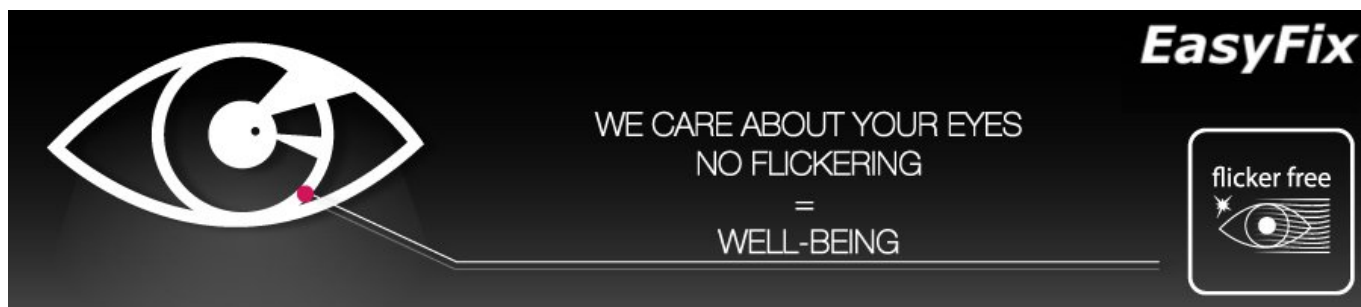 EasyFix
WE CARE ABOUT YOUR EYES
NO FLICKERING
=
WELL-BEING
flicker free